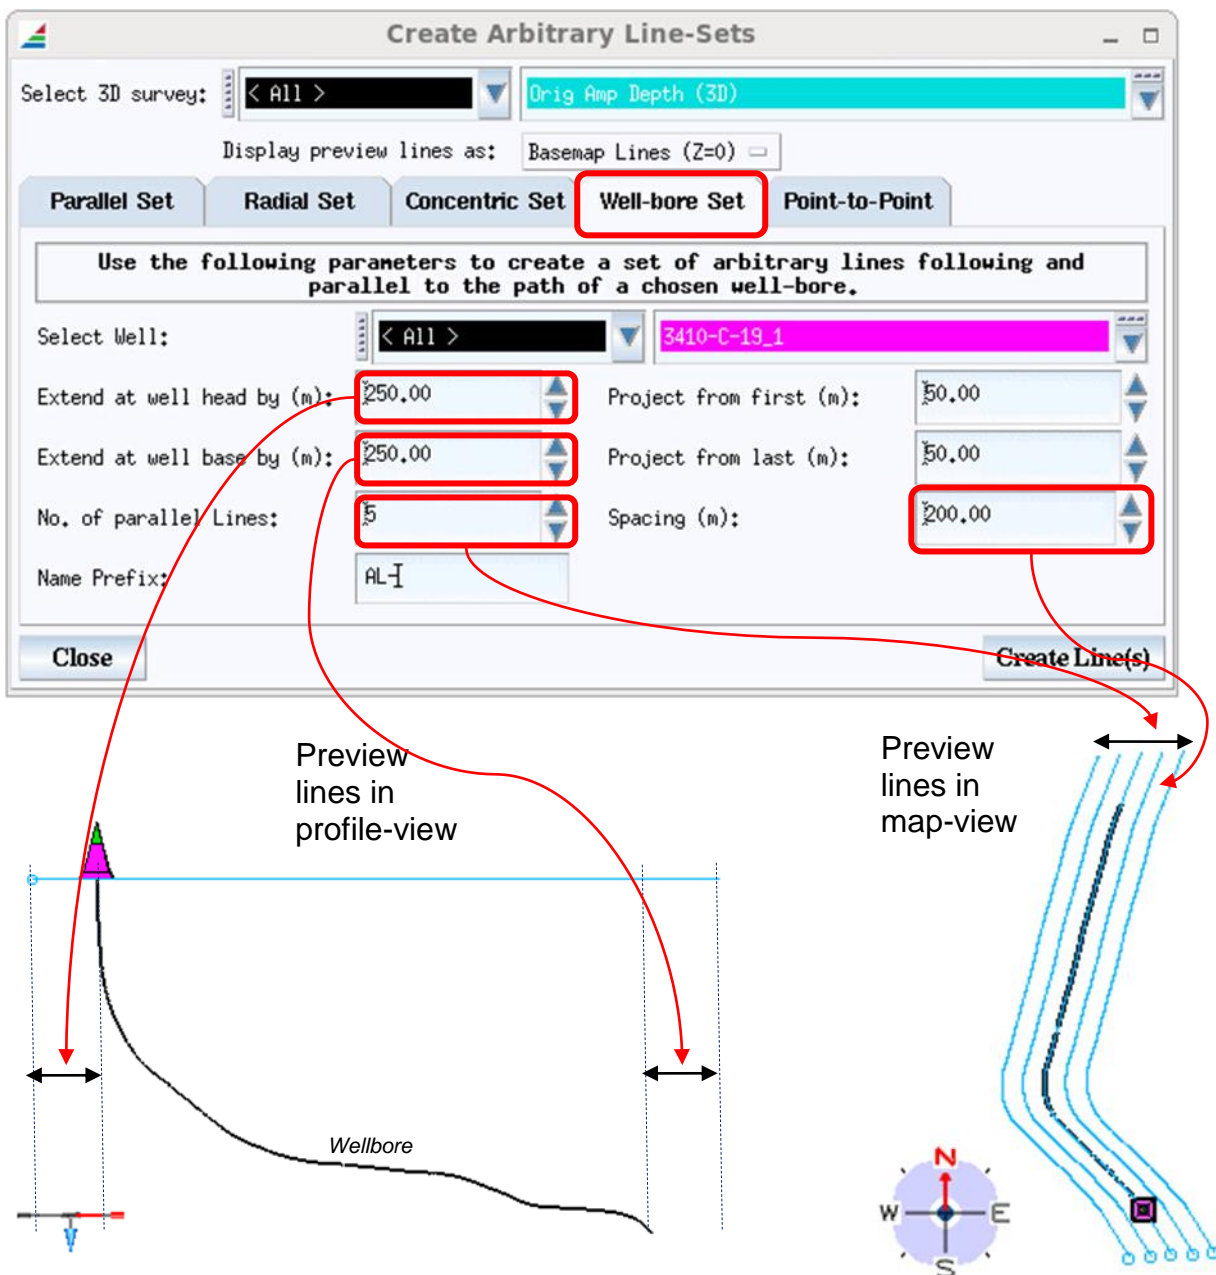 Create Arbitrary Line-Sets
Select 3D survey: < All > Orig Amp Depth (3D)
Display preview lines as: Basemap Lines (Z=0)
Parallel Set Radial Set Concentric Set Well-bore Set Point-to-Point
Use the following parameters to create a set of arbitrary lines following and
parallel to the path of a chosen well-bore.
Select Well: < All > 3410-C-19_1
Extend at well head by (m): 250.00 Project from first (m): 50.00
Extend at well base by (m): 250.00 Project from last (m): 50.00
No. of parallel Lines: 5 Spacing (m): 200.00
Name Prefix: AL-
Close Create Line(s)
Preview
lines in
profile-view
Preview
lines in
map-view
Wellbore
N
W E
S